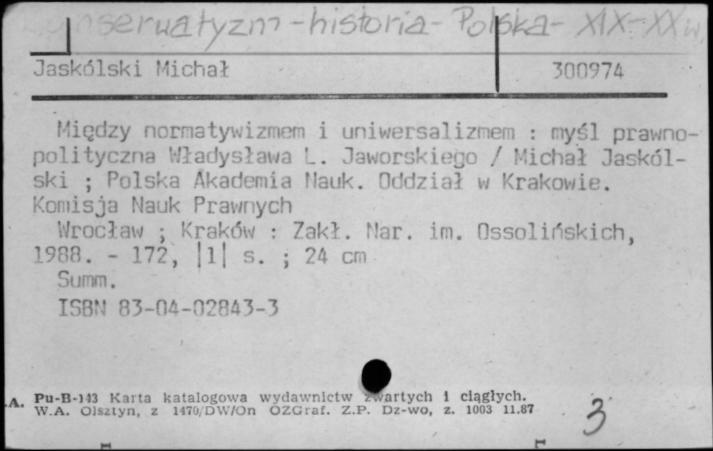 Konserwatyzm - historia - Polska - XIX-XX w.
Jaskólski Michał 300974
Między normatywizmem i uniwersalizmem : myśl prawno-
polityczna Władysława L. Jaworskiego / Michał Jaskól-
ski ; Polska Akademia Nauk. Oddział w Krakowie.
Komisja Nauk Prawnych
Wrocław ; Kraków : Zakł. Nar. im. Ossolińskich,
1988. - 172, |1| s. ; 24 cm
Summ.
ISBN 83-04-02843-3
.A. Pu-B-143 Karta katalogowa wydawnictw zwartych i ciągłych.
W.A. Olsztyn, z 1470/DW/On OZGraf. Z.P. Dz-wo, z. 1003 11.87
3